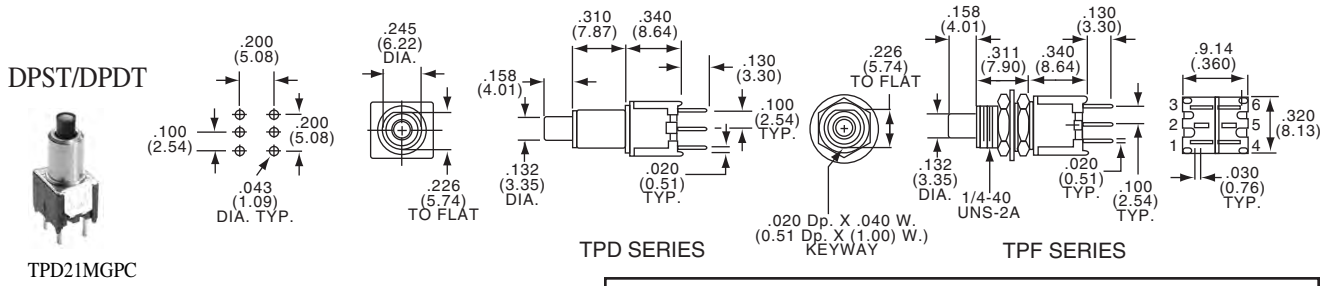 DPST/DPDT
TPD21MGPC
.200
(5.08)
.100
(2.54)
.200
(5.08)
.043
(1.09)
DIA. TYP.
.245
(6.22)
DIA.
.226
(5.74)
TO FLAT
.310
(7.87)
.340
(8.64)
.158
(4.01)
.130
(3.30)
.100
(2.54)
TYP.
.132
(3.35)
DIA.
.020
(0.51)
TYP.
TPD SERIES
.226
(5.74)
TO FLAT
.020 Dp. X .040 W.
(0.51 Dp. X (1.00) W.)
KEYWAY
.158
(4.01)
.311
(7.90)
.340
(8.64)
.130
(3.30)
.132
(3.35)
DIA.
1/4-40
UNS-2A
.020
(0.51)
TYP.
.100
(2.54)
TYP.
TPF SERIES
.9.14
(.360)
3 6
2 5
1 4
.320
(8.13)
.030
(0.76)
TYP.